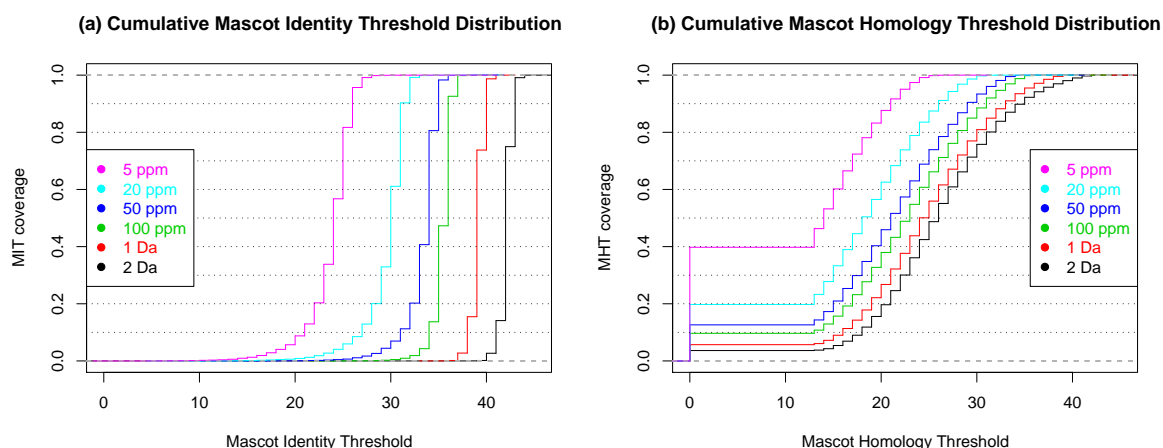 (a) Cumulative Mascot Identity Threshold Distribution
MIT coverage
1.0
0.8
0.6
0.4
0.2
0.0
5 ppm
20 ppm
50 ppm
100 ppm
1 Da
2 Da
0 10 20 30 40
Mascot Identity Threshold
(b) Cumulative Mascot Homology Threshold Distribution
MHT coverage
1.0
0.8
0.6
0.4
0.2
0.0
5 ppm
20 ppm
50 ppm
100 ppm
1 Da
2 Da
0 10 20 30 40
Mascot Homology Threshold